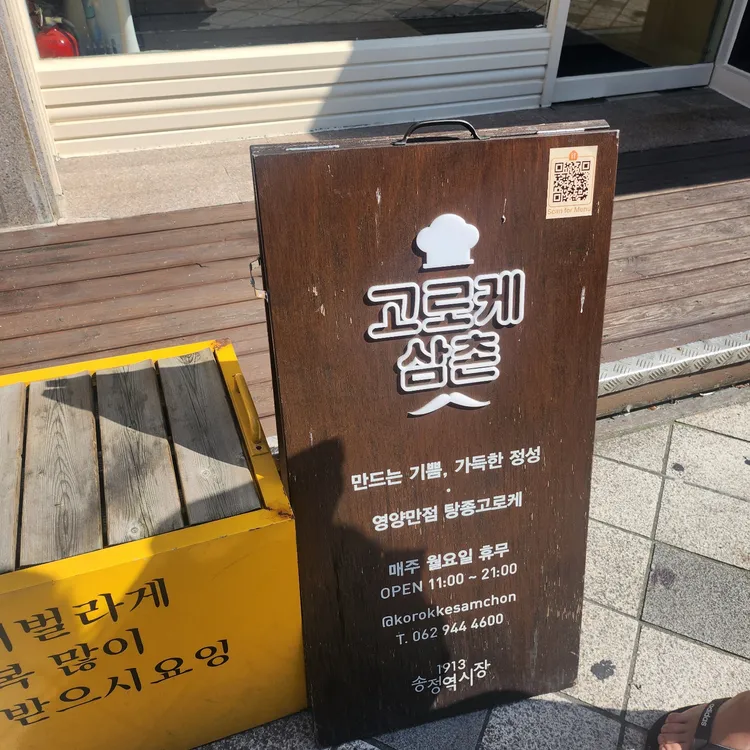 Scan for Menu
고로케
삼촌
만드는 기쁨, 가득한 정성
영양만점 탕종고로케
매주 월요일 휴무
OPEN 11:00 ~ 21:00
@korokkesamchon
T. 062 944 4600
1913
송정역시장
벌라게
복 많이
받으시요잉
adidas